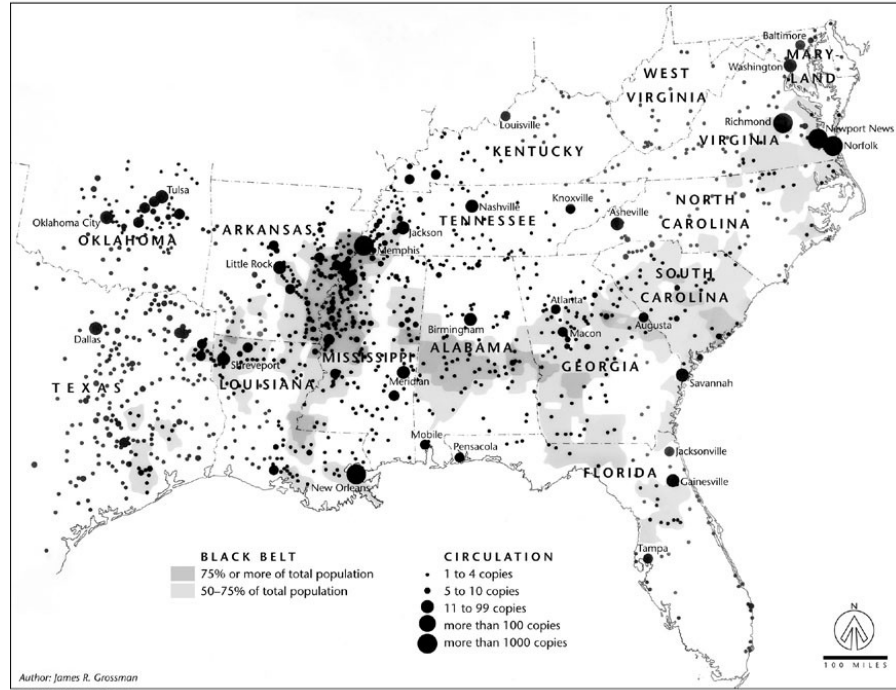 Baltimore
MARY-
LAND
Washington
WEST
VIRGINIA
Richmond
Newport News
VIRGINIA
Norfolk
Louisville
KENTUCKY
Tulsa
Oklahoma City
OKLAHOMA
ARKANSAS
Nashville
Knoxville
TENNESSEE
Asheville
NORTH
CAROLINA
Jackson
Memphis
Little Rock
SOUTH
CAROLINA
Dallas
Birmingham
ALABAMA
Atlanta
Macon
Augusta
GEORGIA
MISSISSIPPI
Shreveport
LOUISIANA
Meridian
TEXAS
Savannah
Mobile
Pensacola
Jacksonville
FLORIDA
Gainesville
New Orleans
Tampa
BLACK BELT
75% or more of total population
50–75% of total population
CIRCULATION
1 to 4 copies
5 to 10 copies
11 to 99 copies
more than 100 copies
more than 1000 copies
N
100 MILES
Author: James R. Grossman